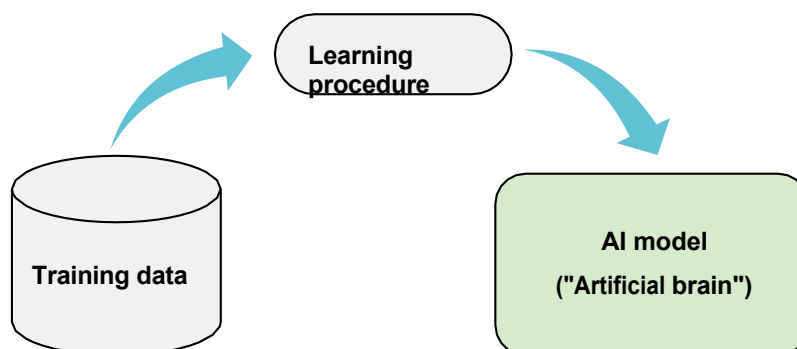 Learning
procedure
Training data
AI model
("Artificial brain")